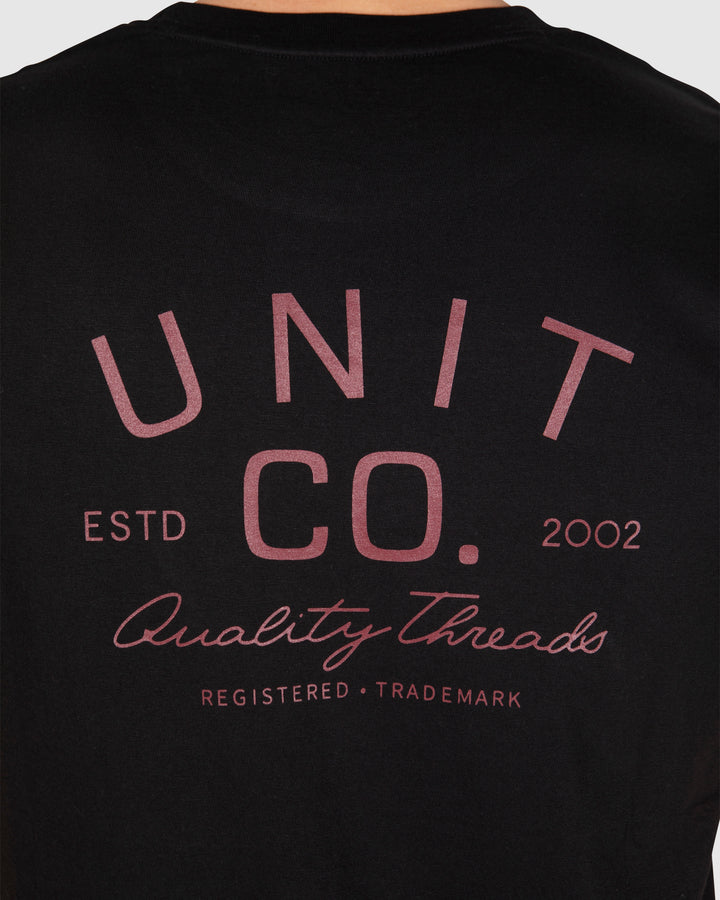 UNIT
CO.
ESTD 2002
Quality Threads
REGISTERED • TRADEMARK